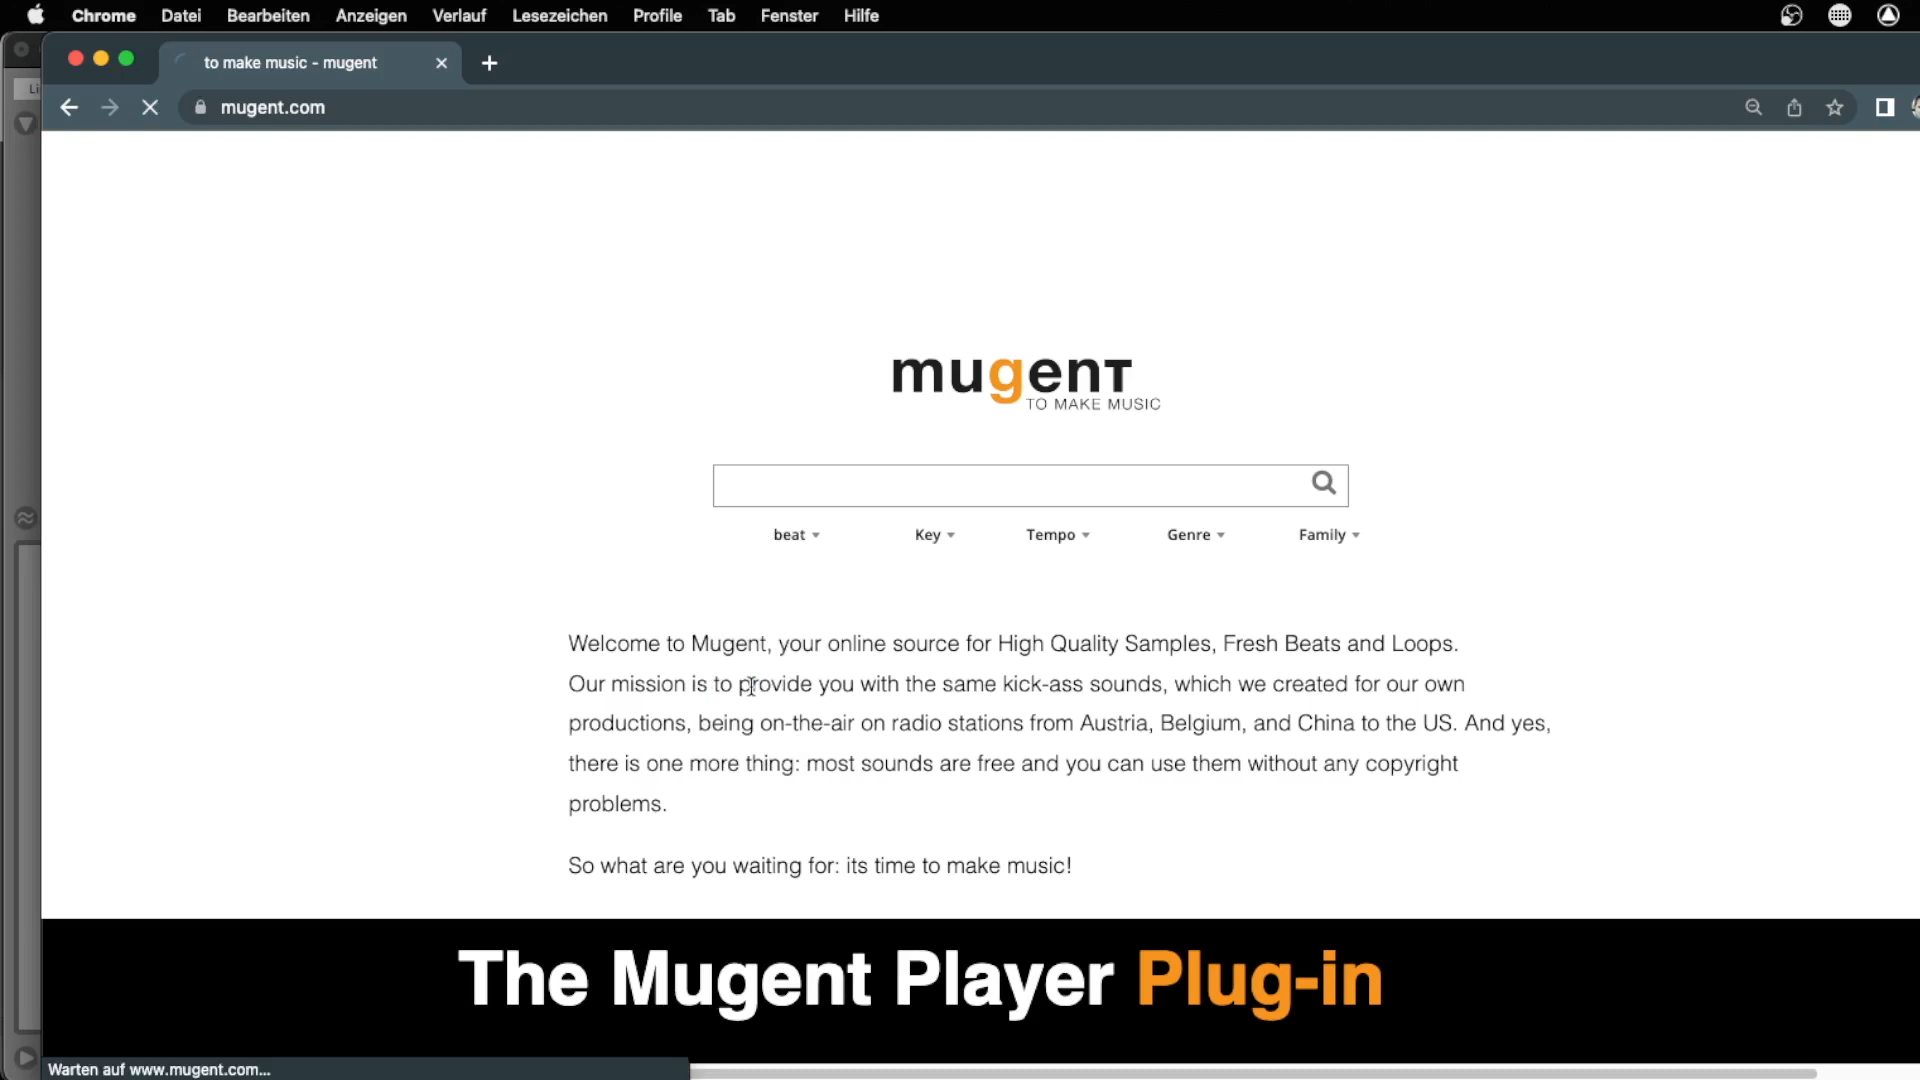 Chrome Datei Bearbeiten Anzeigen Verlauf Lesezeichen Profile Tab Fenster Hilfe
to make music - mugent
Li
mugent.com
mugent
TO MAKE MUSIC
beat Key Tempo Genre Family
Welcome to Mugent, your online source for High Quality Samples, Fresh Beats and Loops.
Our mission is to provide you with the same kick-ass sounds, which we created for our own
productions, being on-the-air on radio stations from Austria, Belgium, and China to the US. And yes,
there is one more thing: most sounds are free and you can use them without any copyright
problems.
So what are you waiting for: its time to make music!
The Mugent Player Plug-in
Warten auf www.mugent.com...